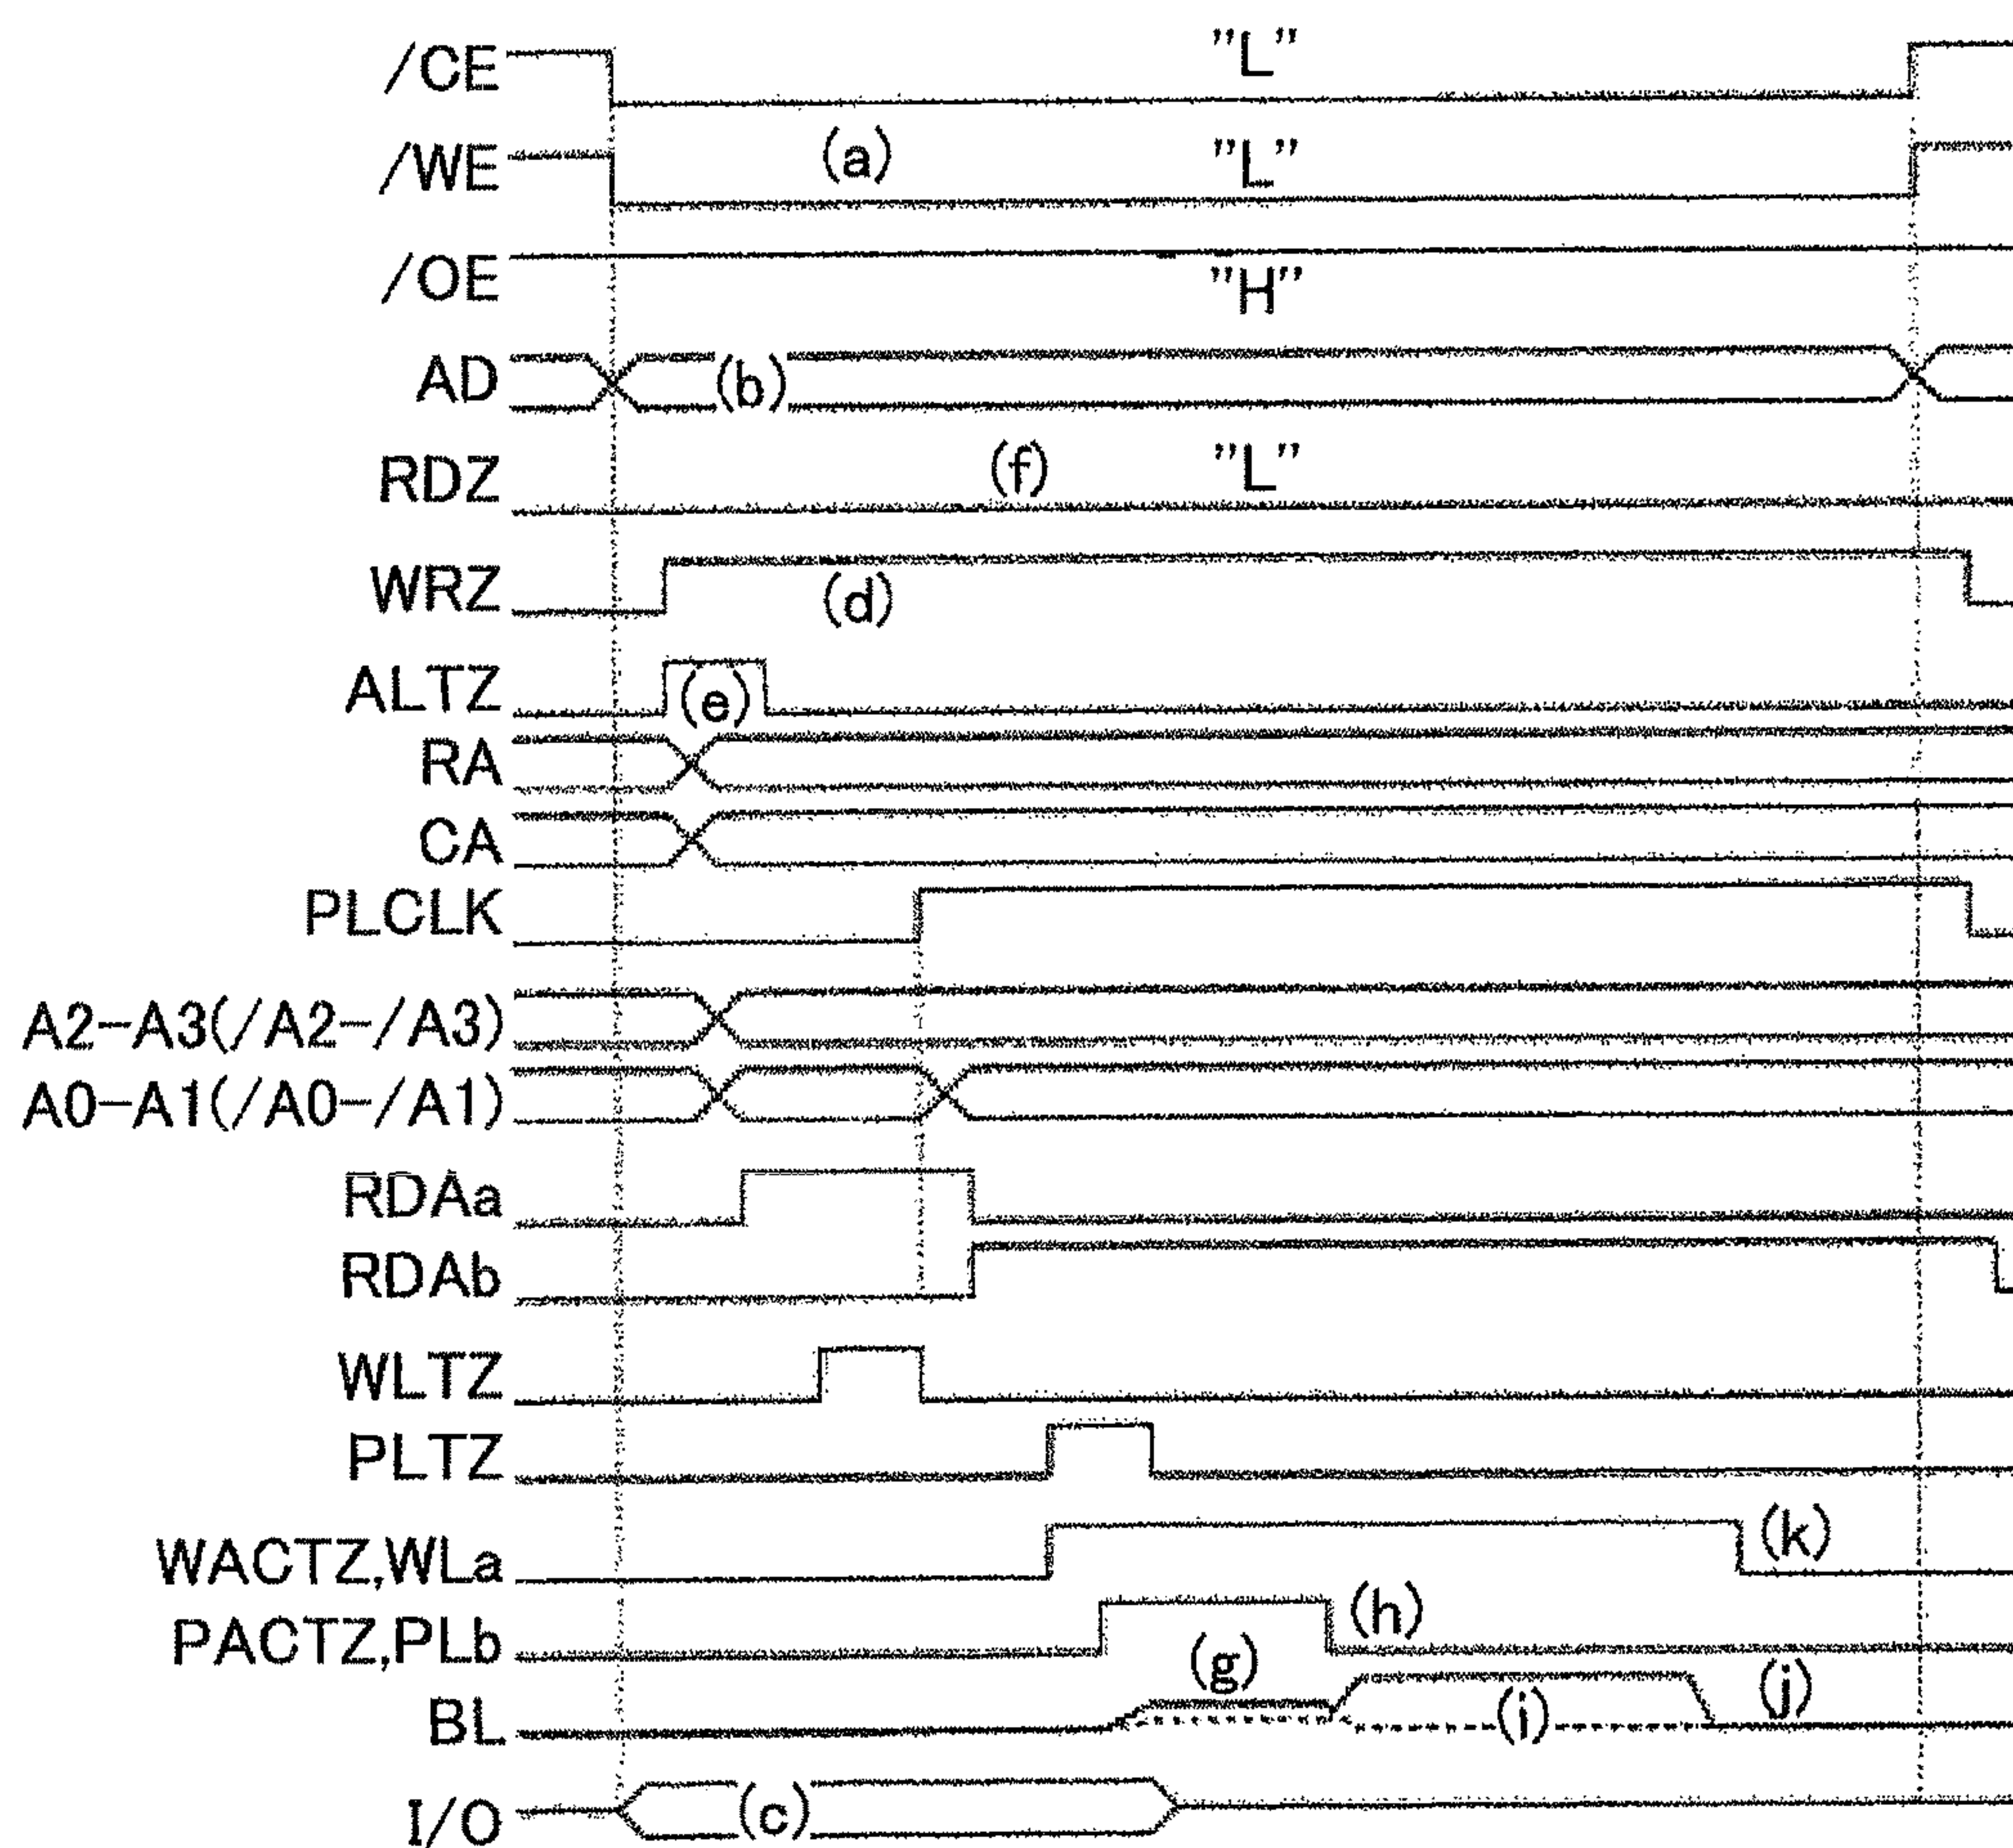 /CE "L"
/WE (a) "L"
/OE "H"
AD (b)
RDZ (f) "L"
WRZ (d)
ALTZ (e)
RA
CA
PLCLK
A2-A3(/A2-/A3)
A0-A1(/A0-/A1)
RDAa
RDAb
WLTZ
PLTZ
WACTZ,WLa (k)
PACTZ,PLb (h)
BL (g) (i) (j)
I/O (c)